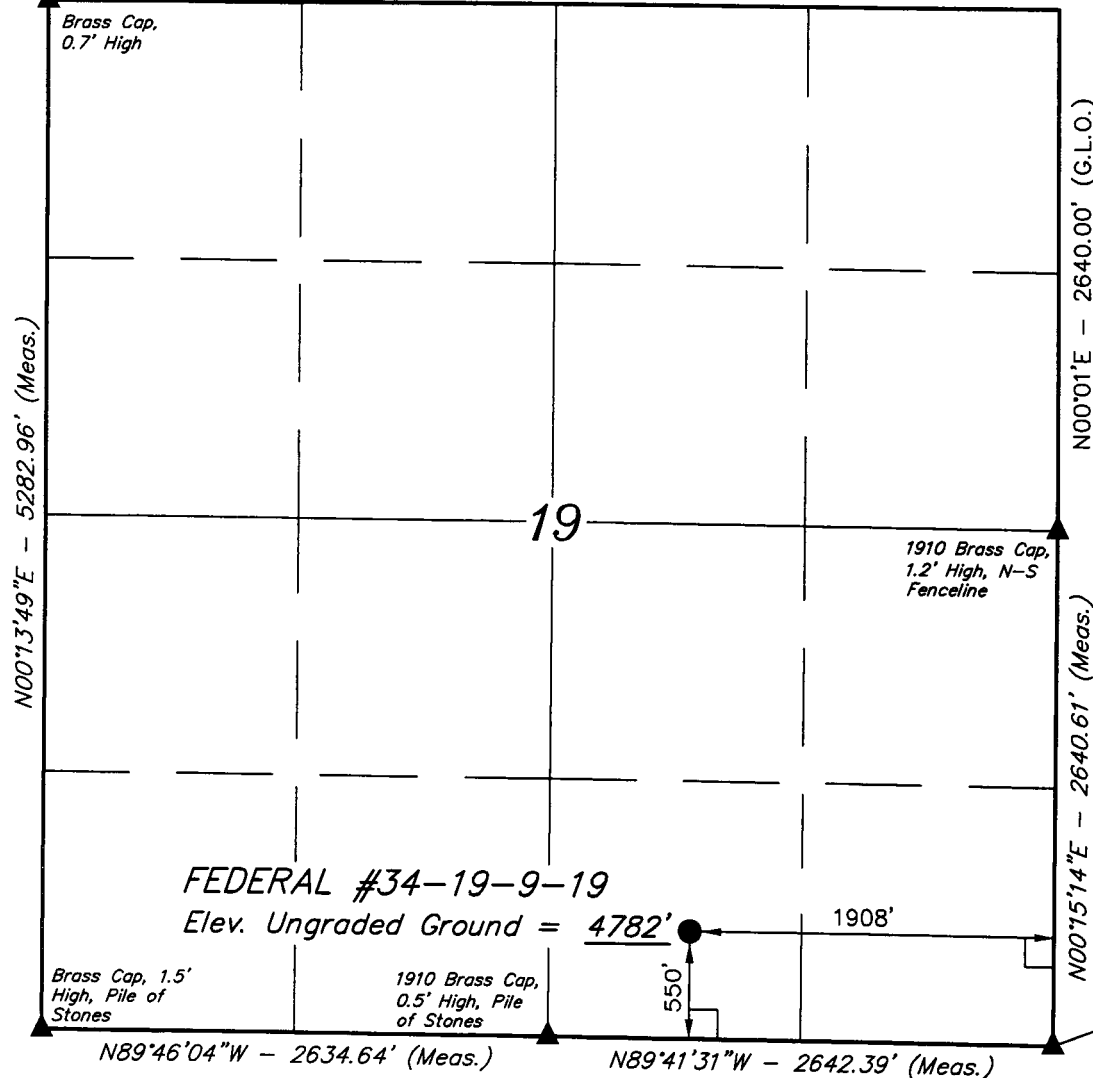 Brass Cap,
0.7' High
N00°01'E - 2640.00' (G.L.O.)
N00°13'49"E - 5282.96' (Meas.)
19
1910 Brass Cap,
1.2' High, N-S
Fenceline
N00°15'14"E - 2640.61' (Meas.)
FEDERAL #34-19-9-19
Elev. Ungraded Ground = 4782'
1908'
550'
Brass Cap, 1.5'
High, Pile of
Stones
1910 Brass Cap,
0.5' High, Pile
of Stones
N89°46'04"W - 2634.64' (Meas.)
N89°41'31"W - 2642.39' (Meas.)